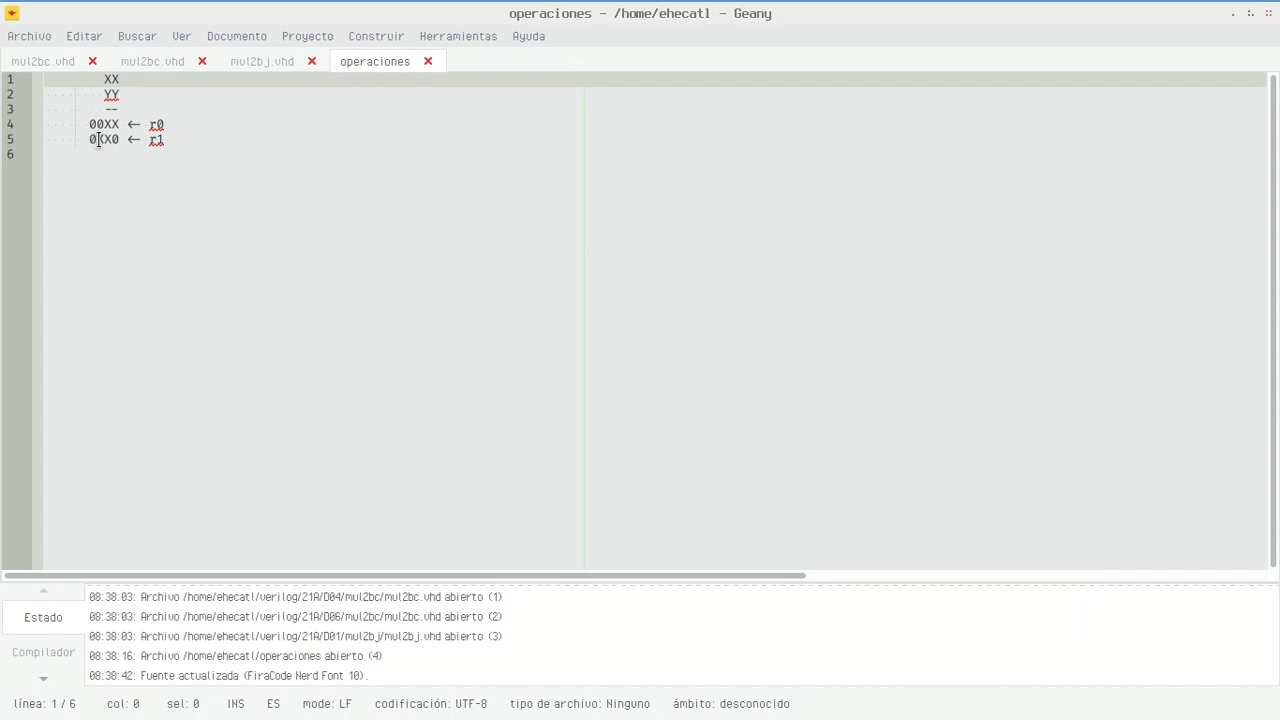 operaciones - /home/ehecatl - Geany
Archivo Editar Buscar Ver Documento Proyecto Construir Herramientas Ayuda
mul2bc.vhd mul2bc.vhd mul2bj.vhd operaciones
1 XX
2 YY
3 --
4 00XX <- r0
5 0XX0 <- r1
6
08:38:03: Archivo /home/ehecatl/verilog/21A/D04/mul2bc/mul2bc.vhd abierto (1)
Estado 08:38:03: Archivo /home/ehecatl/verilog/21A/D06/mul2bc/mul2bc.vhd abierto (2)
08:38:03: Archivo /home/ehecatl/verilog/21A/D01/mul2bj/mul2bj.vhd abierto (3)
Compilador 08:38:16: Archivo /home/ehecatl/operaciones abierto (4)
08:38:42: Fuente actualizada (FiraCode Nerd Font 10).
línea: 1 / 6 col: 0 sel: 0 INS ES mode: LF codificación: UTF-8 tipo de archivo: Ninguno ámbito: desconocido